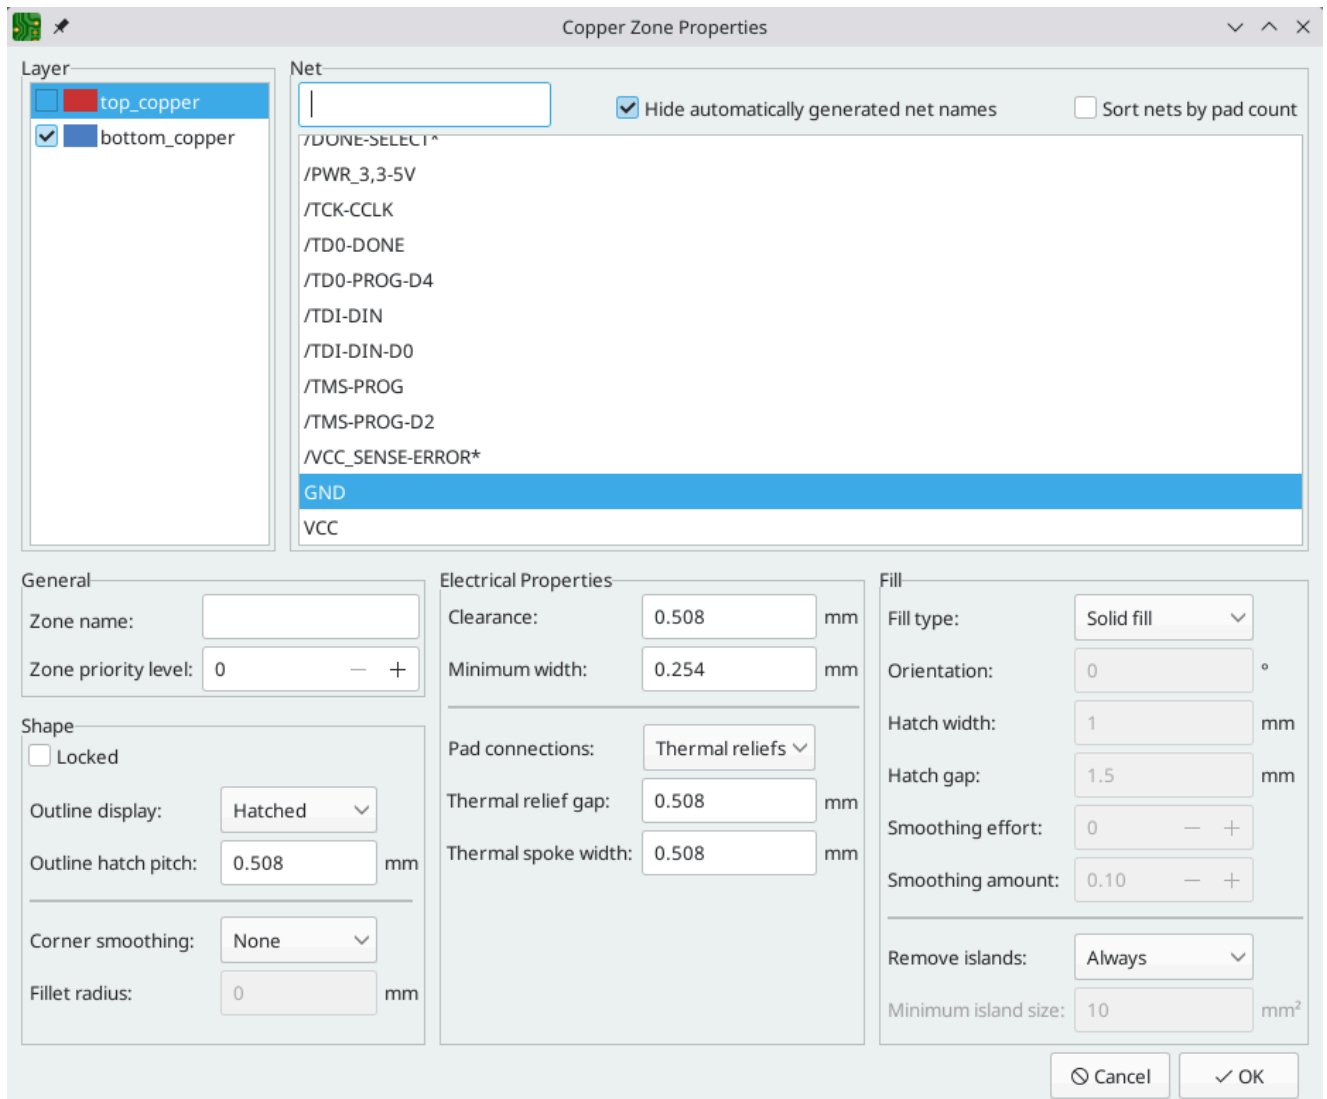 Copper Zone Properties
Layer
top_copper
bottom_copper
Net
Hide automatically generated net names
Sort nets by pad count
/DONE-SELECT*
/PWR_3,3-5V
/TCK-CCLK
/TD0-DONE
/TD0-PROG-D4
/TDI-DIN
/TDI-DIN-D0
/TMS-PROG
/TMS-PROG-D2
/VCC_SENSE-ERROR*
GND
VCC
General
Zone name:
Zone priority level: 0
Shape
Locked
Outline display: Hatched
Outline hatch pitch: 0.508 mm
Corner smoothing: None
Fillet radius: 0 mm
Electrical Properties
Clearance: 0.508 mm
Minimum width: 0.254 mm
Pad connections: Thermal reliefs
Thermal relief gap: 0.508 mm
Thermal spoke width: 0.508 mm
Fill
Fill type: Solid fill
Orientation: 0 °
Hatch width: 1 mm
Hatch gap: 1.5 mm
Smoothing effort: 0
Smoothing amount: 0.10
Remove islands: Always
Minimum island size: 10 mm²
Cancel
OK